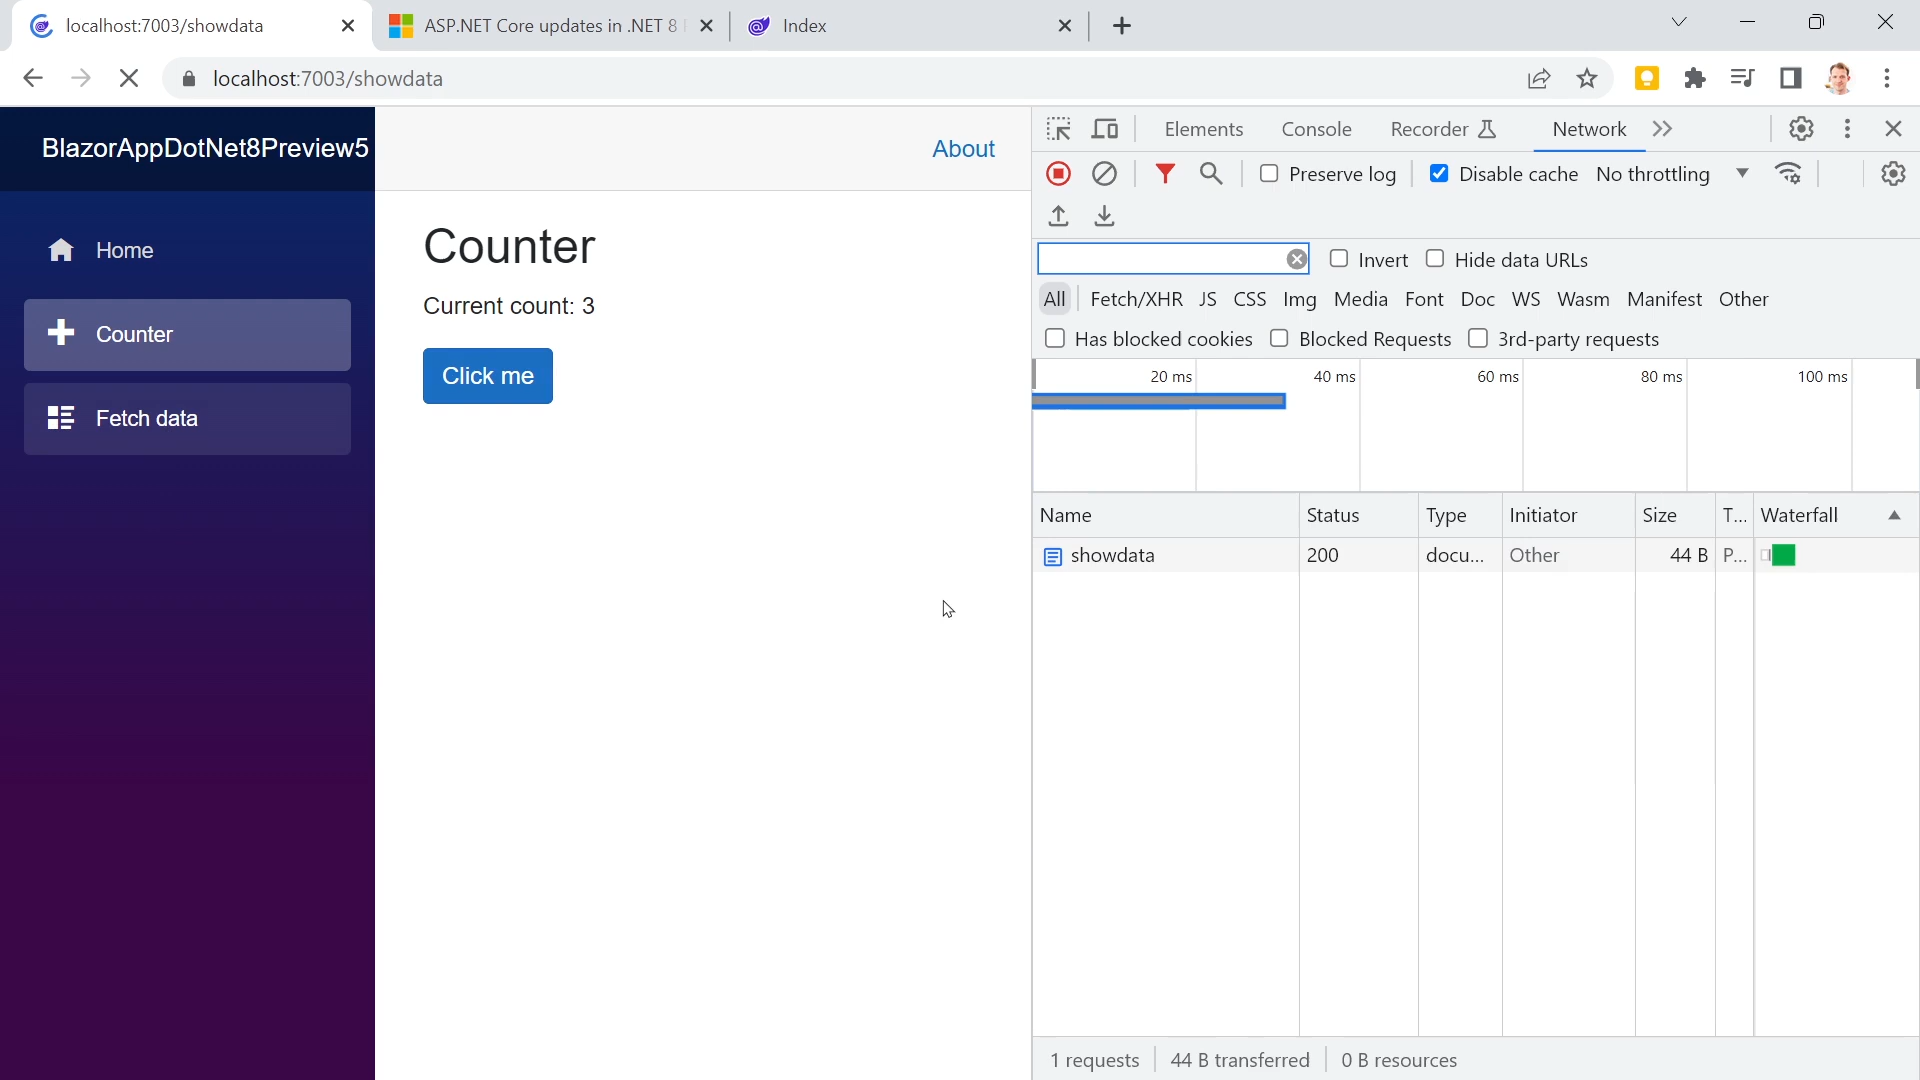 localhost:7003/showdata
ASP.NET Core updates in .NET 8
Index
localhost:7003/showdata
BlazorAppDotNet8Preview5
Home
Counter
Fetch data
About
Counter
Current count: 3
Click me
Elements Console Recorder Network
Preserve log Disable cache No throttling
Invert Hide data URLs
All Fetch/XHR JS CSS Img Media Font Doc WS Wasm Manifest Other
Has blocked cookies Blocked Requests 3rd-party requests
20 ms 40 ms 60 ms 80 ms 100 ms
Name Status Type Initiator Size T... Waterfall
showdata 200 docu... Other 44 B P...
1 requests 44 B transferred 0 B resources